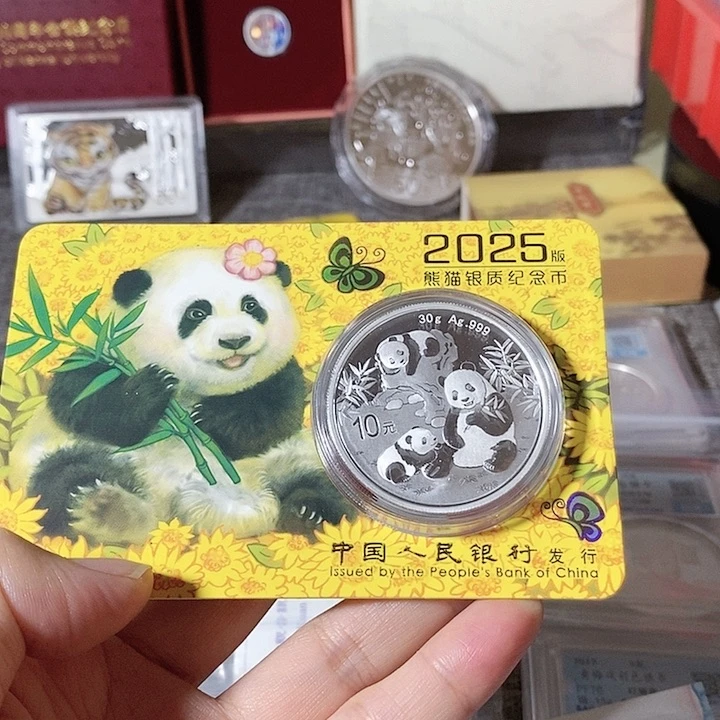 2025版
熊猫银质纪念币
30g Ag.999
10元
中国人民银行发行
Issued by the People's Bank of China